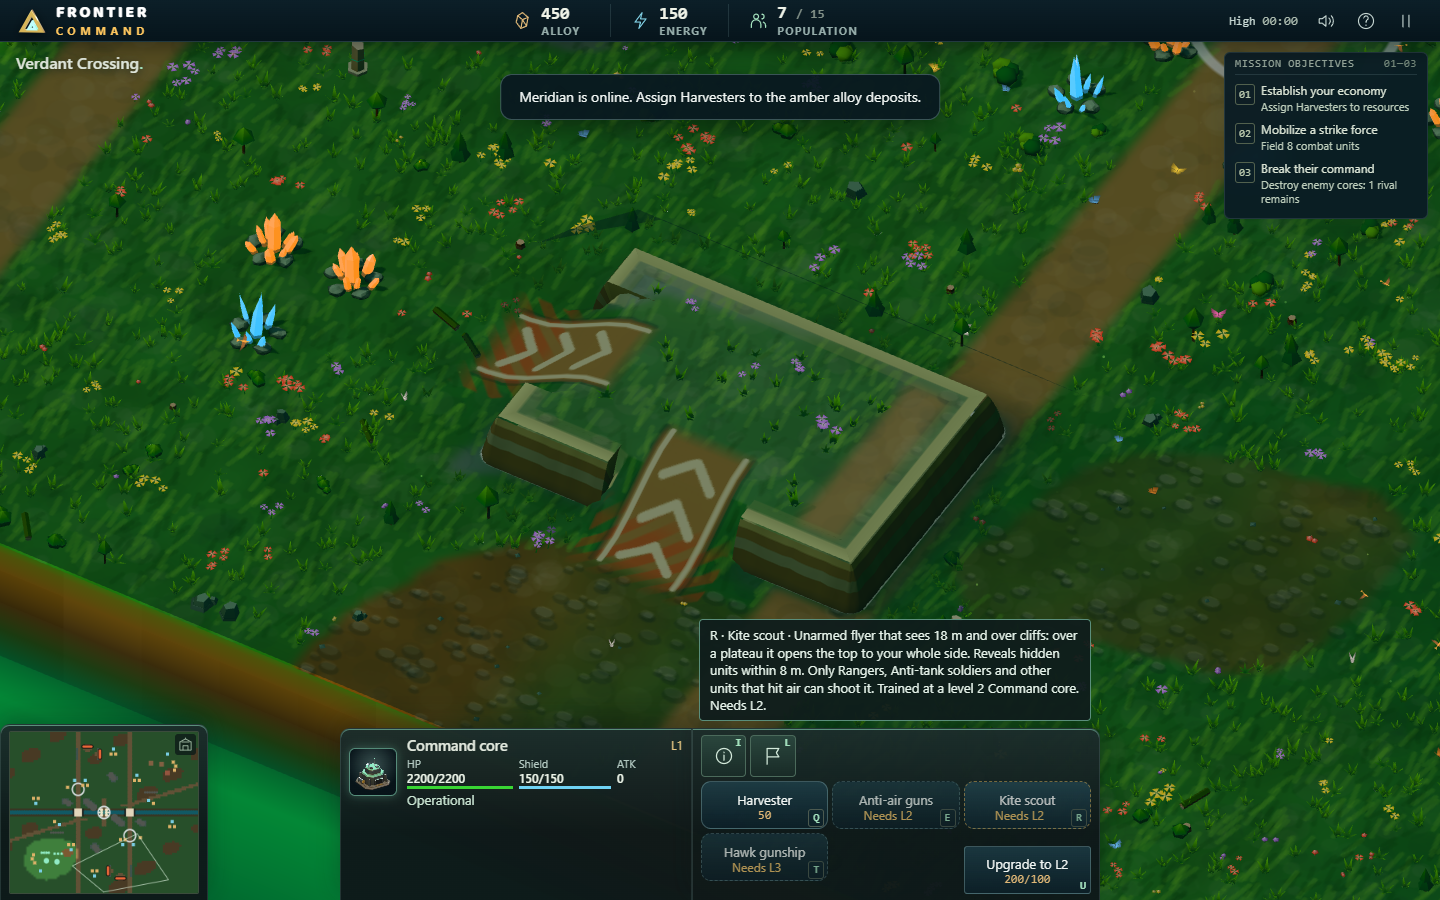 FRONTIER
COMMAND
450
ALLOY
150
ENERGY
7 / 15
POPULATION
High 00:00
Verdant Crossing.
Meridian is online. Assign Harvesters to the amber alloy deposits.
MISSION OBJECTIVES 01—03
01 Establish your economy
Assign Harvesters to resources
02 Mobilize a strike force
Field 8 combat units
03 Break their command
Destroy enemy cores: 1 rival
remains
R · Kite scout · Unarmed flyer that sees 18 m and over cliffs: over
a plateau it opens the top to your whole side. Reveals hidden
units within 8 m. Only Rangers, Anti-tank soldiers and other
units that hit air can shoot it. Trained at a level 2 Command core.
Needs L2.
Command core L1
HP Shield ATK
2200/2200 150/150 0
Operational
I L
Harvester
50 Q
Anti-air guns
Needs L2 E
Kite scout
Needs L2 R
Hawk gunship
Needs L3 T
Upgrade to L2
200/100 U